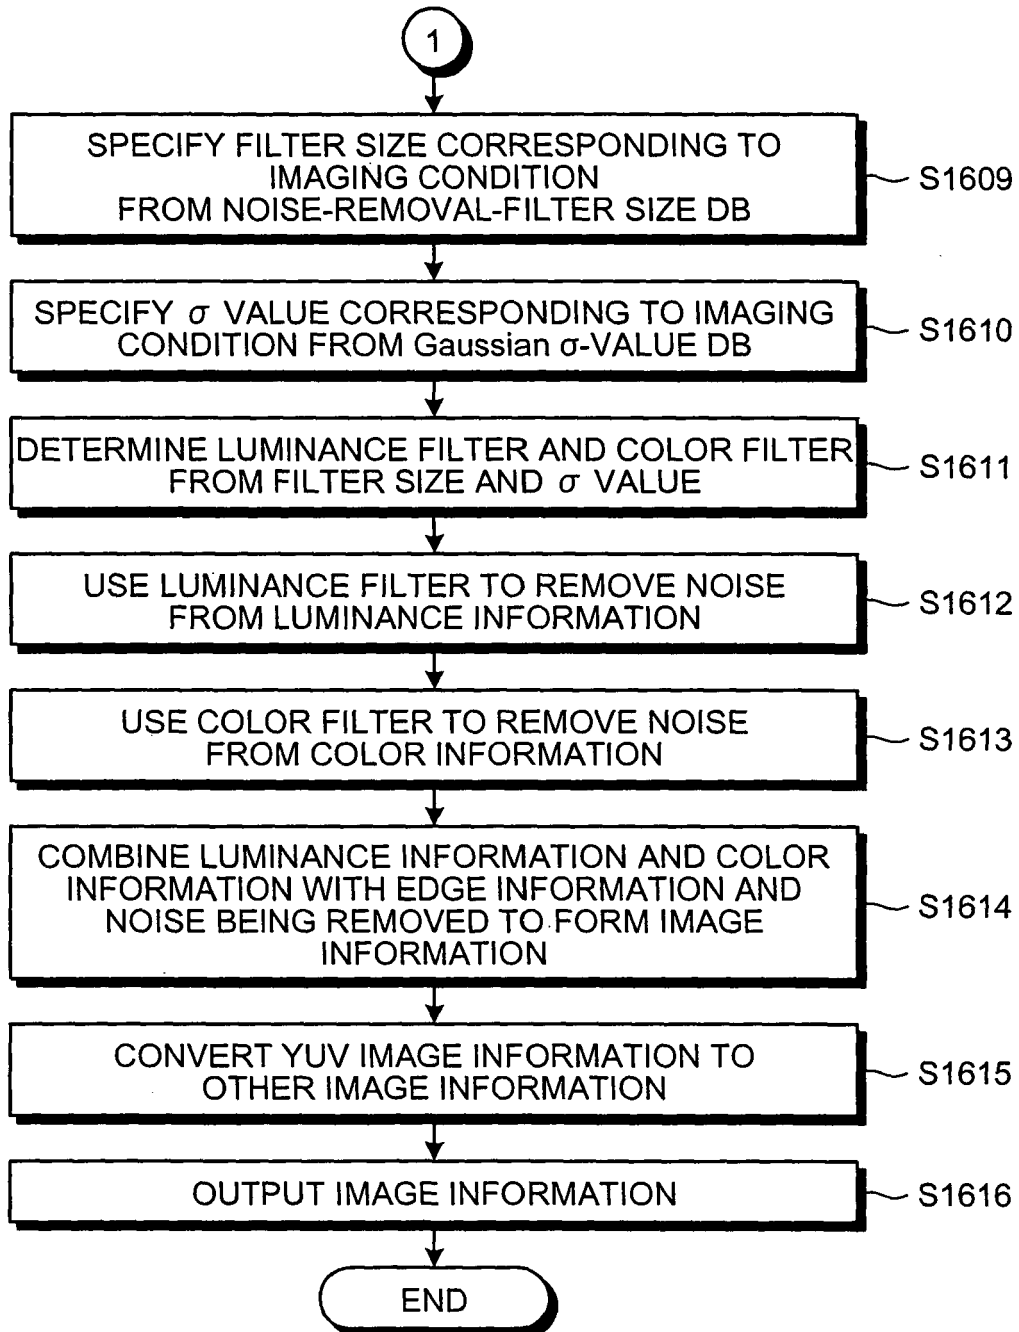 1
SPECIFY FILTER SIZE CORRESPONDING TO
IMAGING CONDITION
FROM NOISE-REMOVAL-FILTER SIZE DB
S1609
SPECIFY σ VALUE CORRESPONDING TO IMAGING
CONDITION FROM Gaussian σ-VALUE DB
S1610
DETERMINE LUMINANCE FILTER AND COLOR FILTER
FROM FILTER SIZE AND σ VALUE
S1611
USE LUMINANCE FILTER TO REMOVE NOISE
FROM LUMINANCE INFORMATION
S1612
USE COLOR FILTER TO REMOVE NOISE
FROM COLOR INFORMATION
S1613
COMBINE LUMINANCE INFORMATION AND COLOR
INFORMATION WITH EDGE INFORMATION AND
NOISE BEING REMOVED TO FORM IMAGE
INFORMATION
S1614
CONVERT YUV IMAGE INFORMATION TO
OTHER IMAGE INFORMATION
S1615
OUTPUT IMAGE INFORMATION
S1616
END